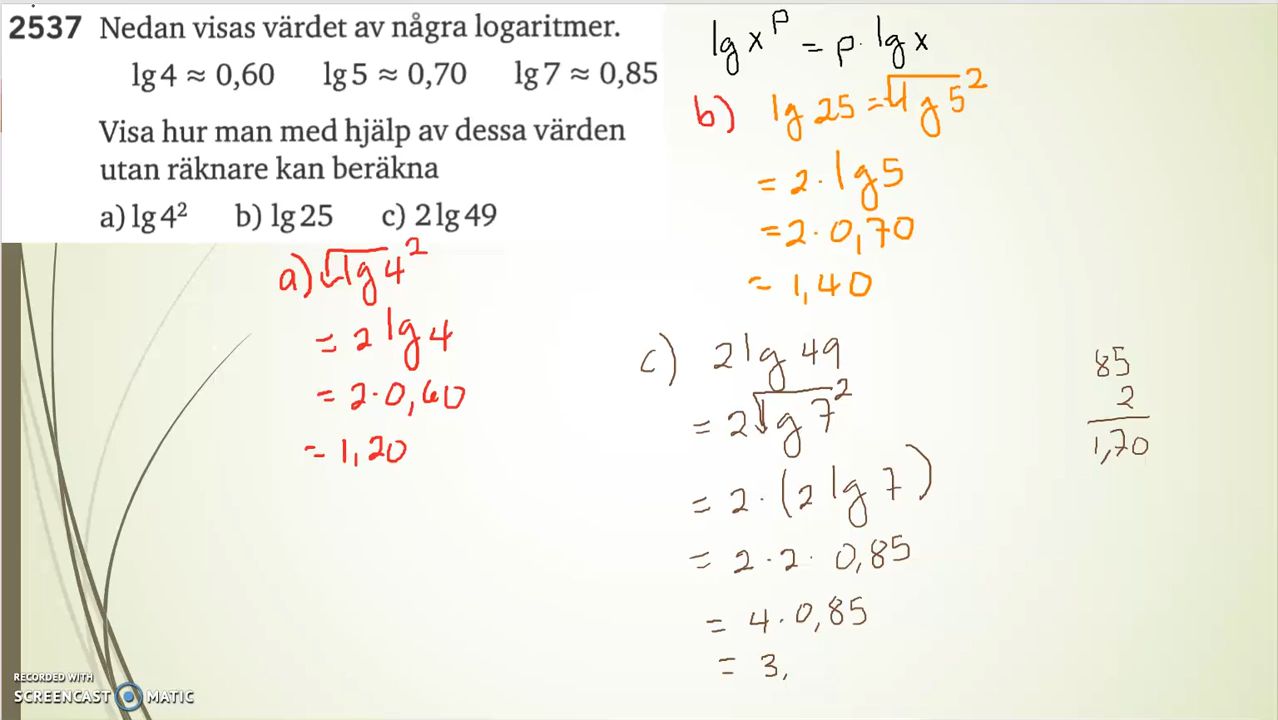 2537 Nedan visas värdet av några logaritmer.
lg 4 ≈ 0,60 lg 5 ≈ 0,70 lg 7 ≈ 0,85
Visa hur man med hjälp av dessa värden
utan räknare kan beräkna
a) lg 4² b) lg 25 c) 2 lg 49
lg x^p = p · lg x
a) lg 4²
= 2 lg 4
= 2 · 0,60
= 1,20
b) lg 25 = lg 5²
= 2 · lg 5
= 2 · 0,70
= 1,40
c) 2 lg 49
= 2 lg 7²
= 2 · (2 lg 7)
= 2 · 2 · 0,85
= 4 · 0,85
= 3,
85
2
1,70
RECORDED WITH
SCREENCAST MATIC